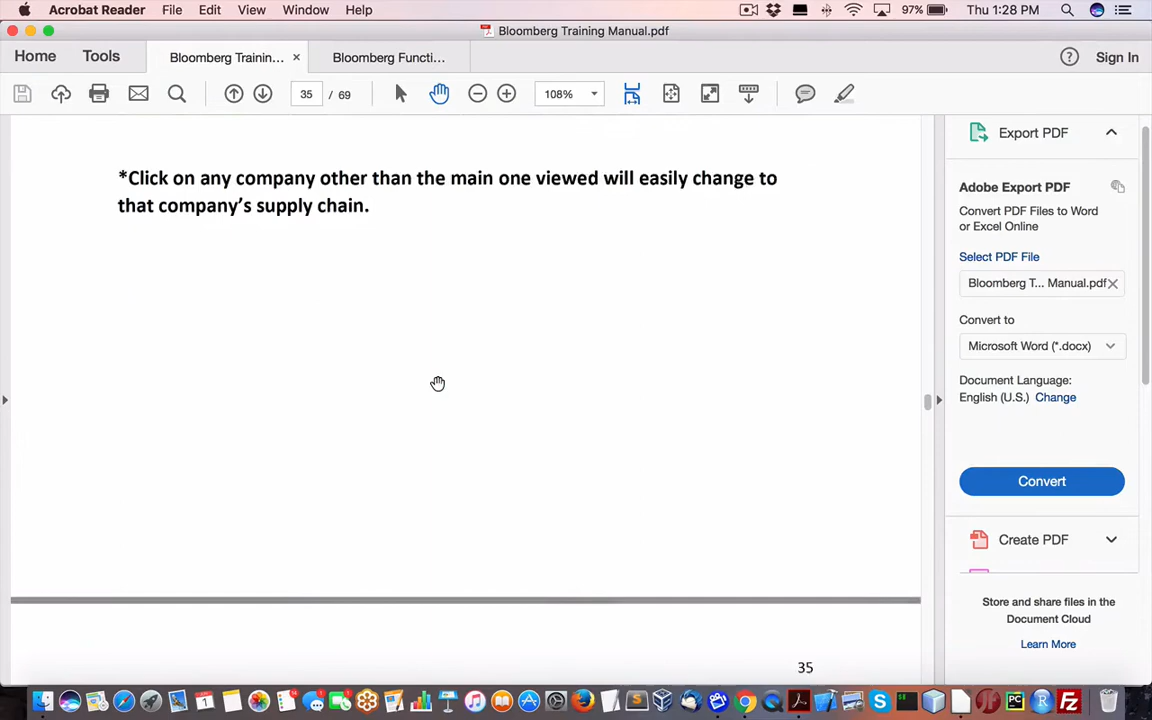 Acrobat Reader File Edit View Window Help 97% Thu 1:28 PM
Bloomberg Training Manual.pdf
Home Tools Bloomberg Trainin... × Bloomberg Functi... ? Sign In
35 / 69 108%
*Click on any company other than the main one viewed will easily change to
that company's supply chain.
35
Export PDF
Adobe Export PDF
Convert PDF Files to Word
or Excel Online
Select PDF File
Bloomberg T... Manual.pdf
Convert to
Microsoft Word (*.docx)
Document Language:
English (U.S.) Change
Convert
Create PDF
Store and share files in the
Document Cloud
Learn More